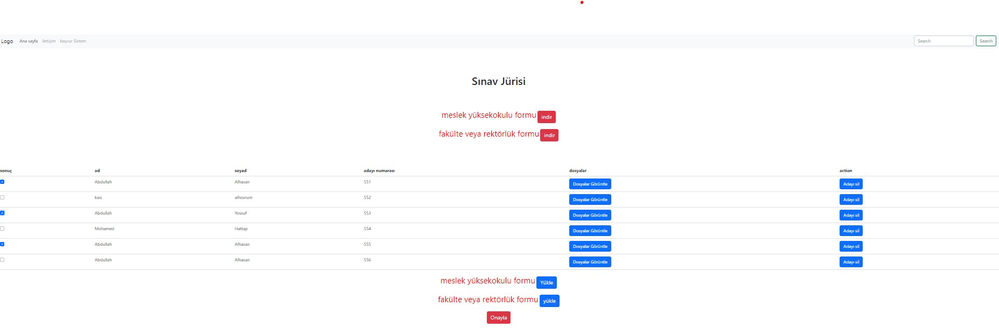 Logo Ana sayfa iletişim başvur Sistem Search Search
Sınav Jürisi
meslek yüksekokulu formu indir
fakülte veya rektörlük formu indir
sonuç ad soyad adayı numarası dosyalar action
Abdullah Alhasan 551 Dosyalar Görüntle Adayı sil
kais alhosrum 552 Dosyalar Görüntle Adayı sil
Abdullah Yossuf 553 Dosyalar Görüntle Adayı sil
Mohamed Hattap 554 Dosyalar Görüntle Adayı sil
Abdullah Alhasan 555 Dosyalar Görüntle Adayı sil
Abdullah Alhasan 556 Dosyalar Görüntle Adayı sil
meslek yüksekokulu formu Yükle
fakülte veya rektörlük formu yükle
Onayla